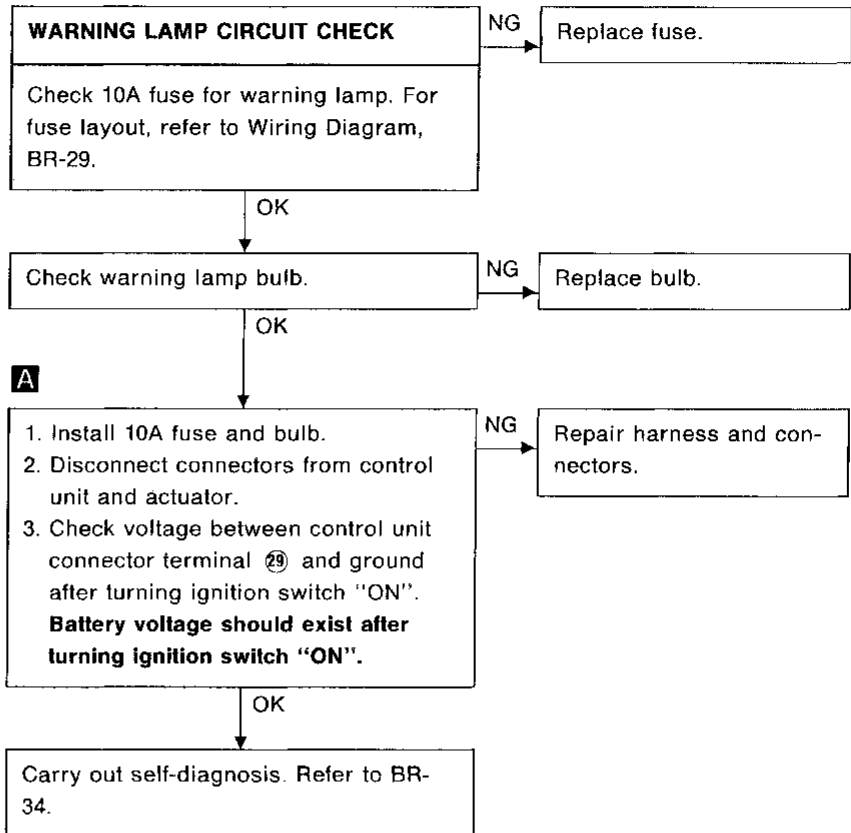 WARNING LAMP CIRCUIT CHECK
NG
Replace fuse.
Check 10A fuse for warning lamp. For
fuse layout, refer to Wiring Diagram,
BR-29.
OK
Check warning lamp bulb.
NG
Replace bulb.
OK
A
1. Install 10A fuse and bulb.
2. Disconnect connectors from control
unit and actuator.
3. Check voltage between control unit
connector terminal ㉙ and ground
after turning ignition switch "ON".
Battery voltage should exist after
turning ignition switch "ON".
NG
Repair harness and con-
nectors.
OK
Carry out self-diagnosis. Refer to BR-
34.